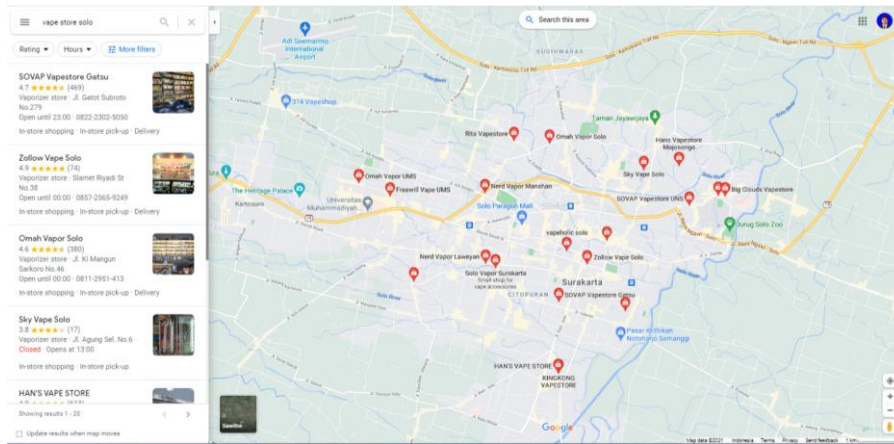 vape store solo
Rating
Hours
More filters
SOVAP Vapestore Gatsu
4.7 (469)
Vaporizer store · Jl. Gatot Subroto
No.279
Open until 23:00 · 0822-2302-5050
In-store shopping · In-store pick-up · Delivery
Zollow Vape Solo
4.9 (74)
Vaporizer store · Slamet Riyadi St
No.38
Open until 00:00 · 0857-2565-9249
In-store shopping · In-store pick-up · Delivery
Omah Vapor Solo
4.6 (380)
Vaporizer store · Jl. Ki Mangun
Sarkoro No.46
Open until 00:00 · 0811-2951-413
In-store shopping · In-store pick-up · Delivery
Sky Vape Solo
3.8 (17)
Vaporizer store · Jl. Agung Sel. No.6
Closed · Opens at 13:00
In-store shopping · In-store pick-up
HAN'S VAPE STORE
Showing results 1 - 20
Update results when map moves
Search this area
Adi Soemarmo
International
Airport
SUDIHWARAS
314 Vapeshop
Taman Jayawijaya
Rita Vapestore
Omah Vapor Solo
Hans Vapestore
Mojosongo
Sky Vape Solo
Omah Vapor UMS
The Heritage Palace
Kartosuro
Freewill Vape UMS
Nerd Vapor Manahan
Universitas
Muhammadiyah...
SOVAP Vapestore UNS
Big Clouds Vapestore
Solo Paragon Mall
Jurug Solo Zoo
vapeholic solo
Nerd Vapor Laweyan
Zollow Vape Solo
Solo Vapor Surakarta
Small shop for
vape accessories
Surakarta
CITOPURAN
SOVAP Vapestore Gatsu
Solo River
Pasar Klithikan
Notoharjo Semanggi
HAN'S VAPE STORE
KINGKONG
VAPESTORE
Satellite
Google
Map data ©2021
Indonesia
Terms
Privacy
Send feedback
1 km